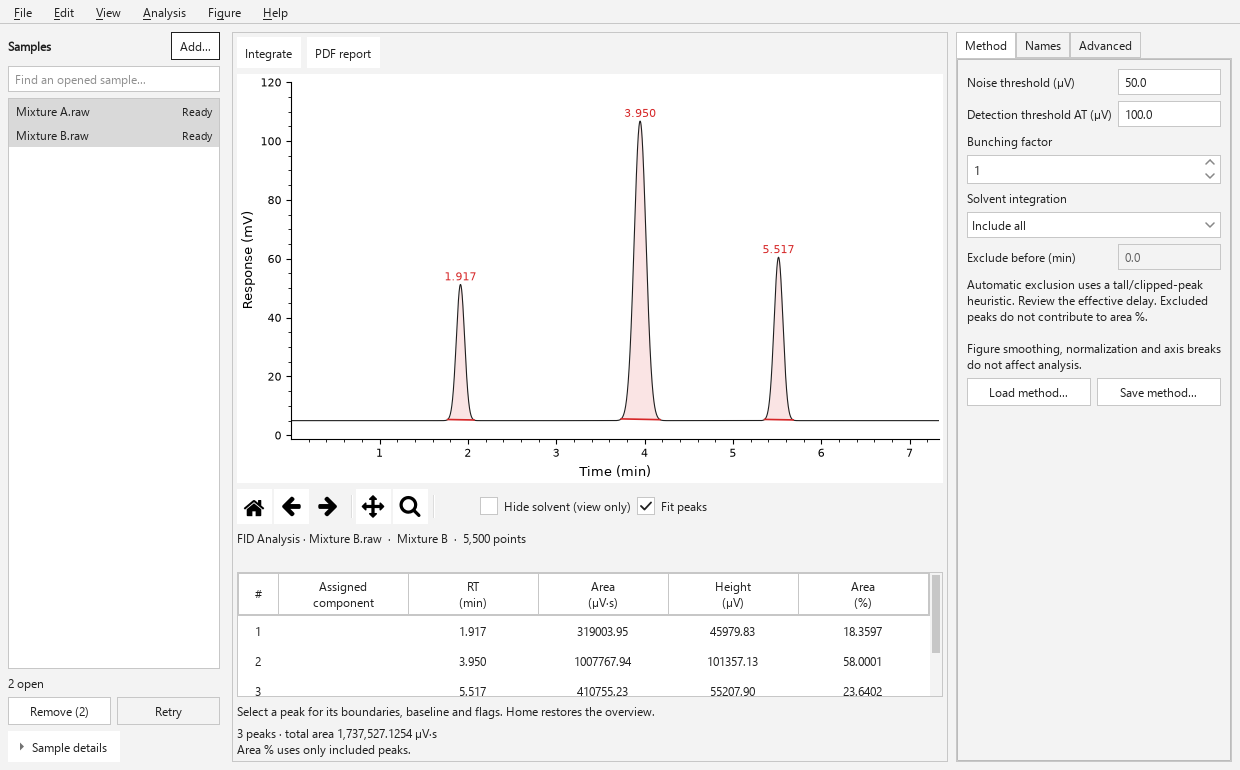 File Edit View Analysis Figure Help
Samples
Add...
Find an opened sample...
Mixture A.raw Ready
Mixture B.raw Ready
2 open
Remove (2) Retry
Sample details
Integrate PDF report
120
100
80
60
40
20
0
Response (mV)
1.917
3.950
5.517
1 2 3 4 5 6 7
Time (min)
Hide solvent (view only) Fit peaks
FID Analysis · Mixture B.raw · Mixture B · 5,500 points
# Assigned component RT (min) Area (µV·s) Height (µV) Area (%)
1 1.917 319003.95 45979.83 18.3597
2 3.950 1007767.94 101357.13 58.0001
3 5.517 410755.23 55207.90 23.6402
Select a peak for its boundaries, baseline and flags. Home restores the overview.
3 peaks · total area 1,737,527.1254 µV·s
Area % uses only included peaks.
Method Names Advanced
Noise threshold (µV) 50.0
Detection threshold AT (µV) 100.0
Bunching factor
1
Solvent integration
Include all
Exclude before (min) 0.0
Automatic exclusion uses a tall/clipped-peak
heuristic. Review the effective delay. Excluded
peaks do not contribute to area %.
Figure smoothing, normalization and axis breaks
do not affect analysis.
Load method... Save method...